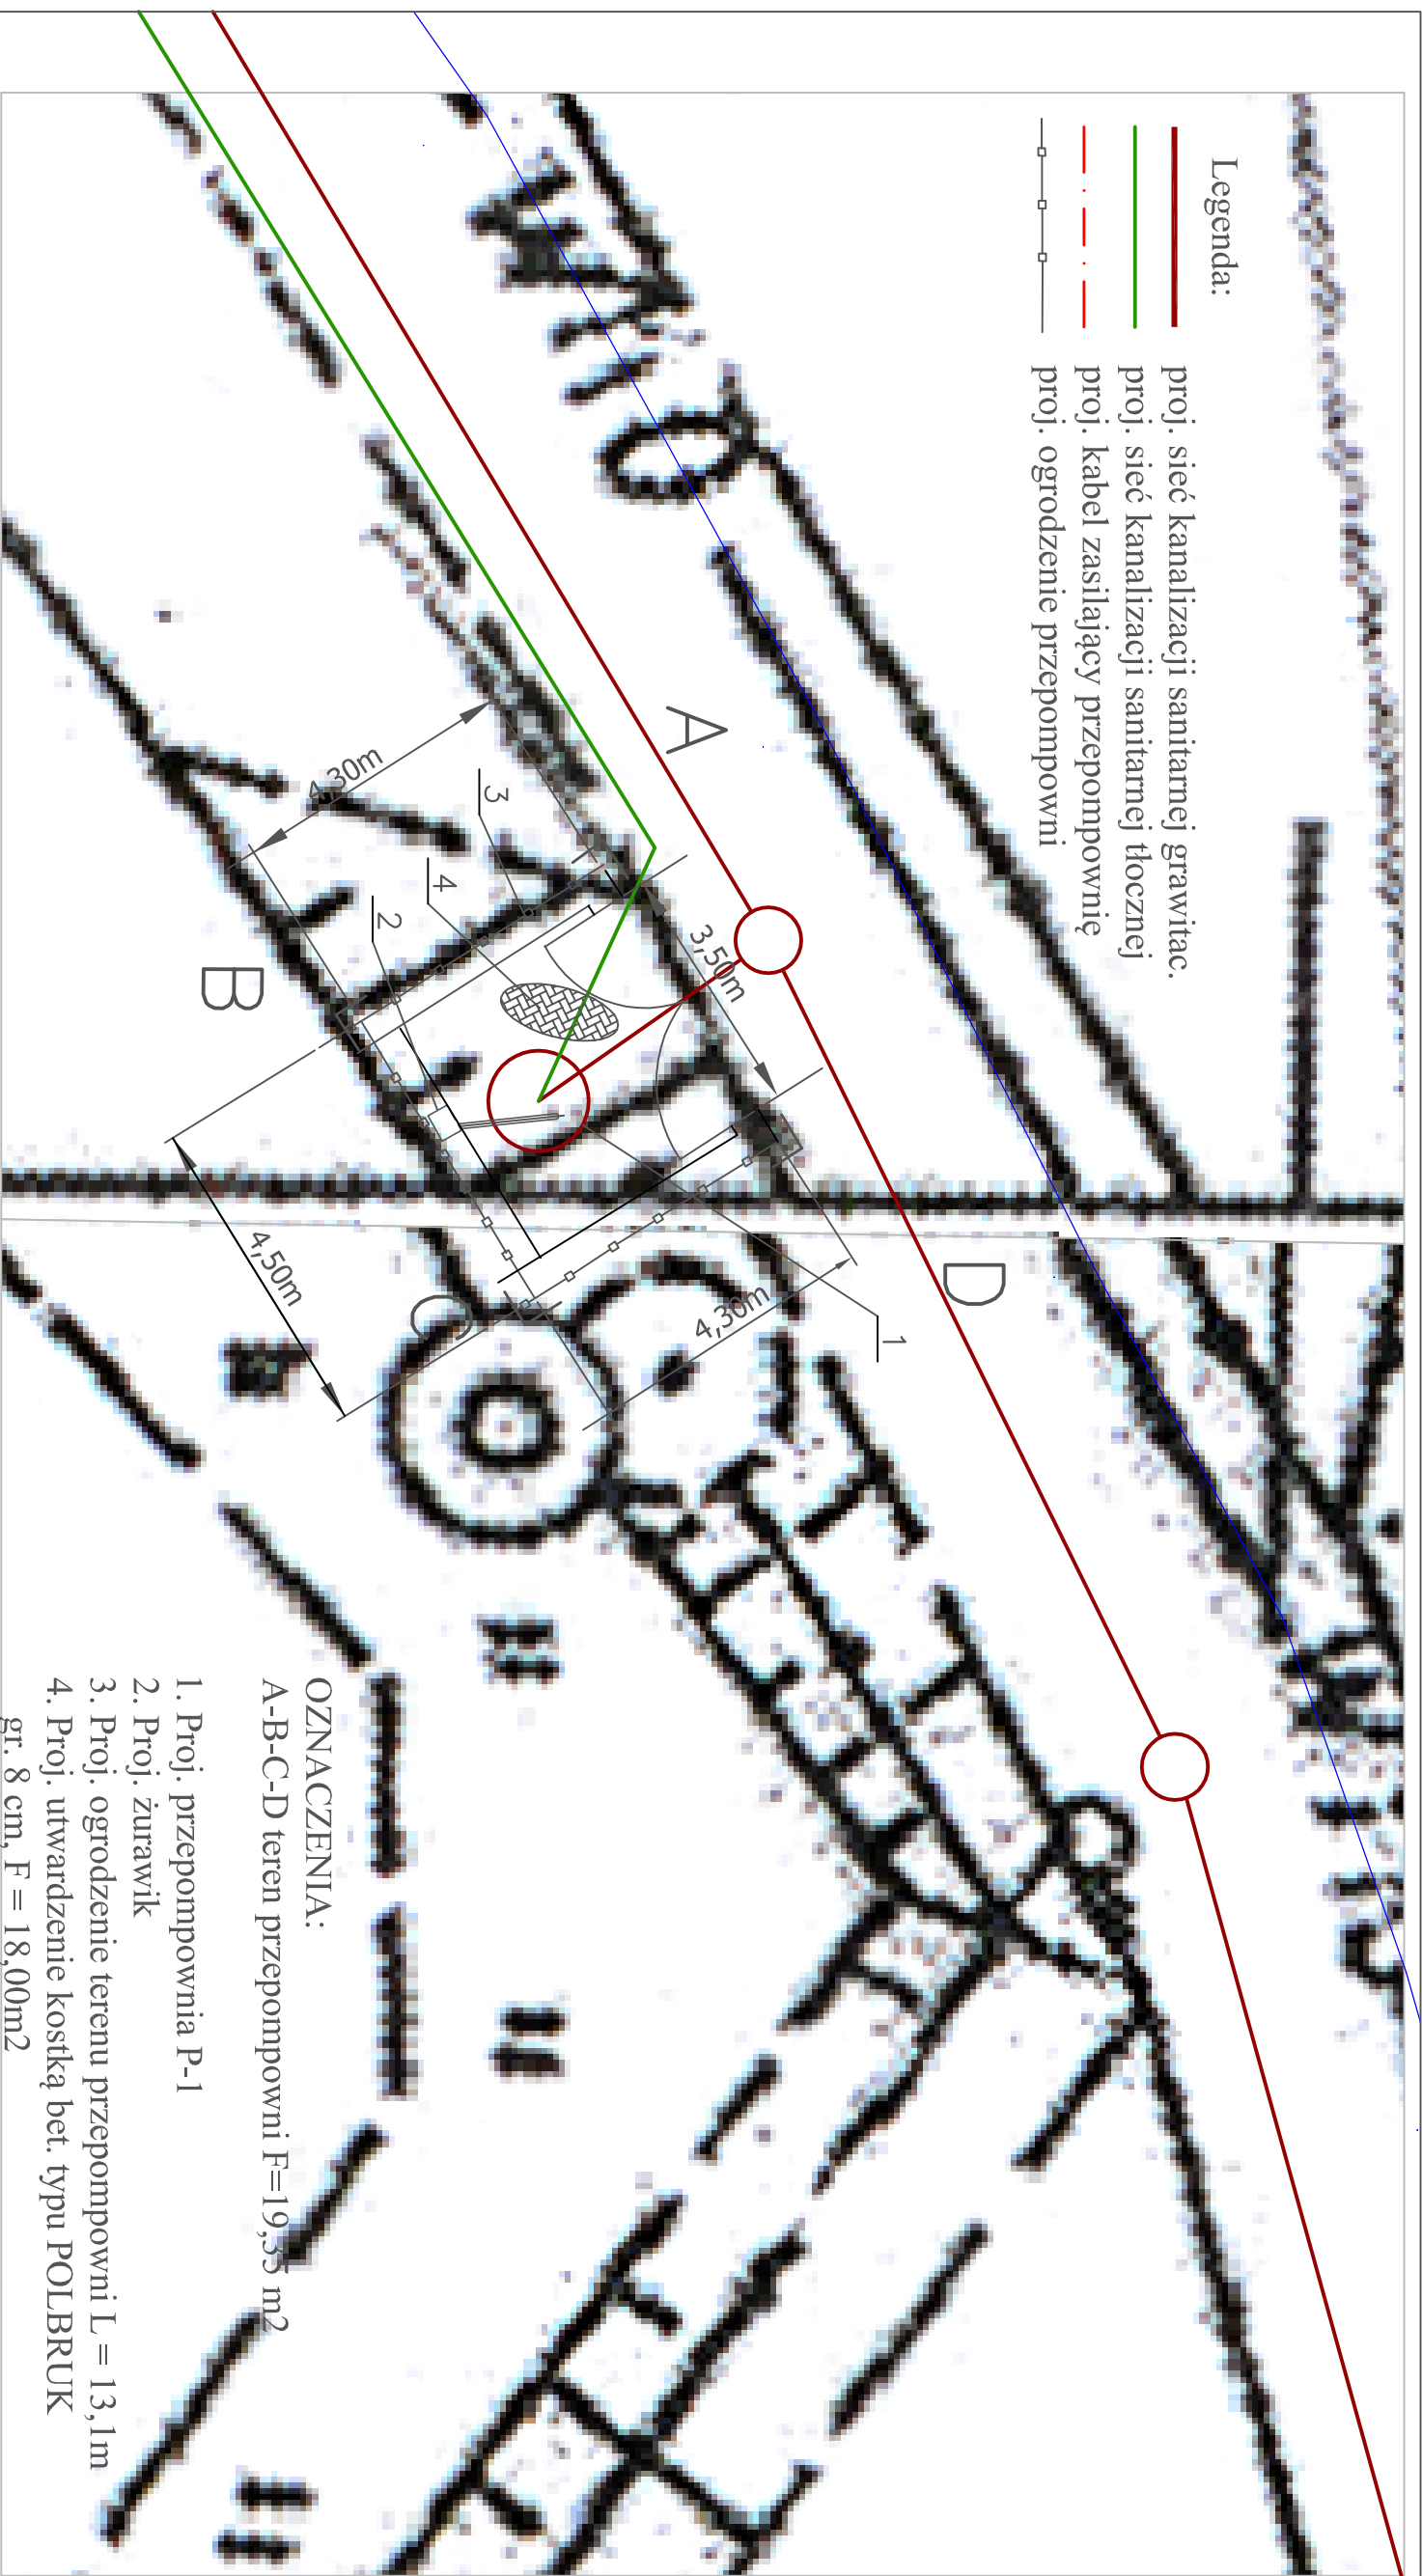 Legenda:
proj. sieć kanalizacji sanitarnej grawitac.
proj. sieć kanalizacji sanitarnej tłocznej
proj. kabel zasilający przepompownię
proj. ogrodzenie przepompowni
A
3,50m
4,30m
3
4
2
B
D
1
4,30m
4,50m
C
OZNACZENIA:
A-B-C-D teren przepompowni F=19,35 m2
1. Proj. przepompownia P-1
2. Proj. żurawik
3. Proj. ogrodzenie terenu przepompowni L = 13,1m
4. Proj. utwardzenie kostką bet. typu POLBRUK
gr. 8 cm, F = 18,00m2